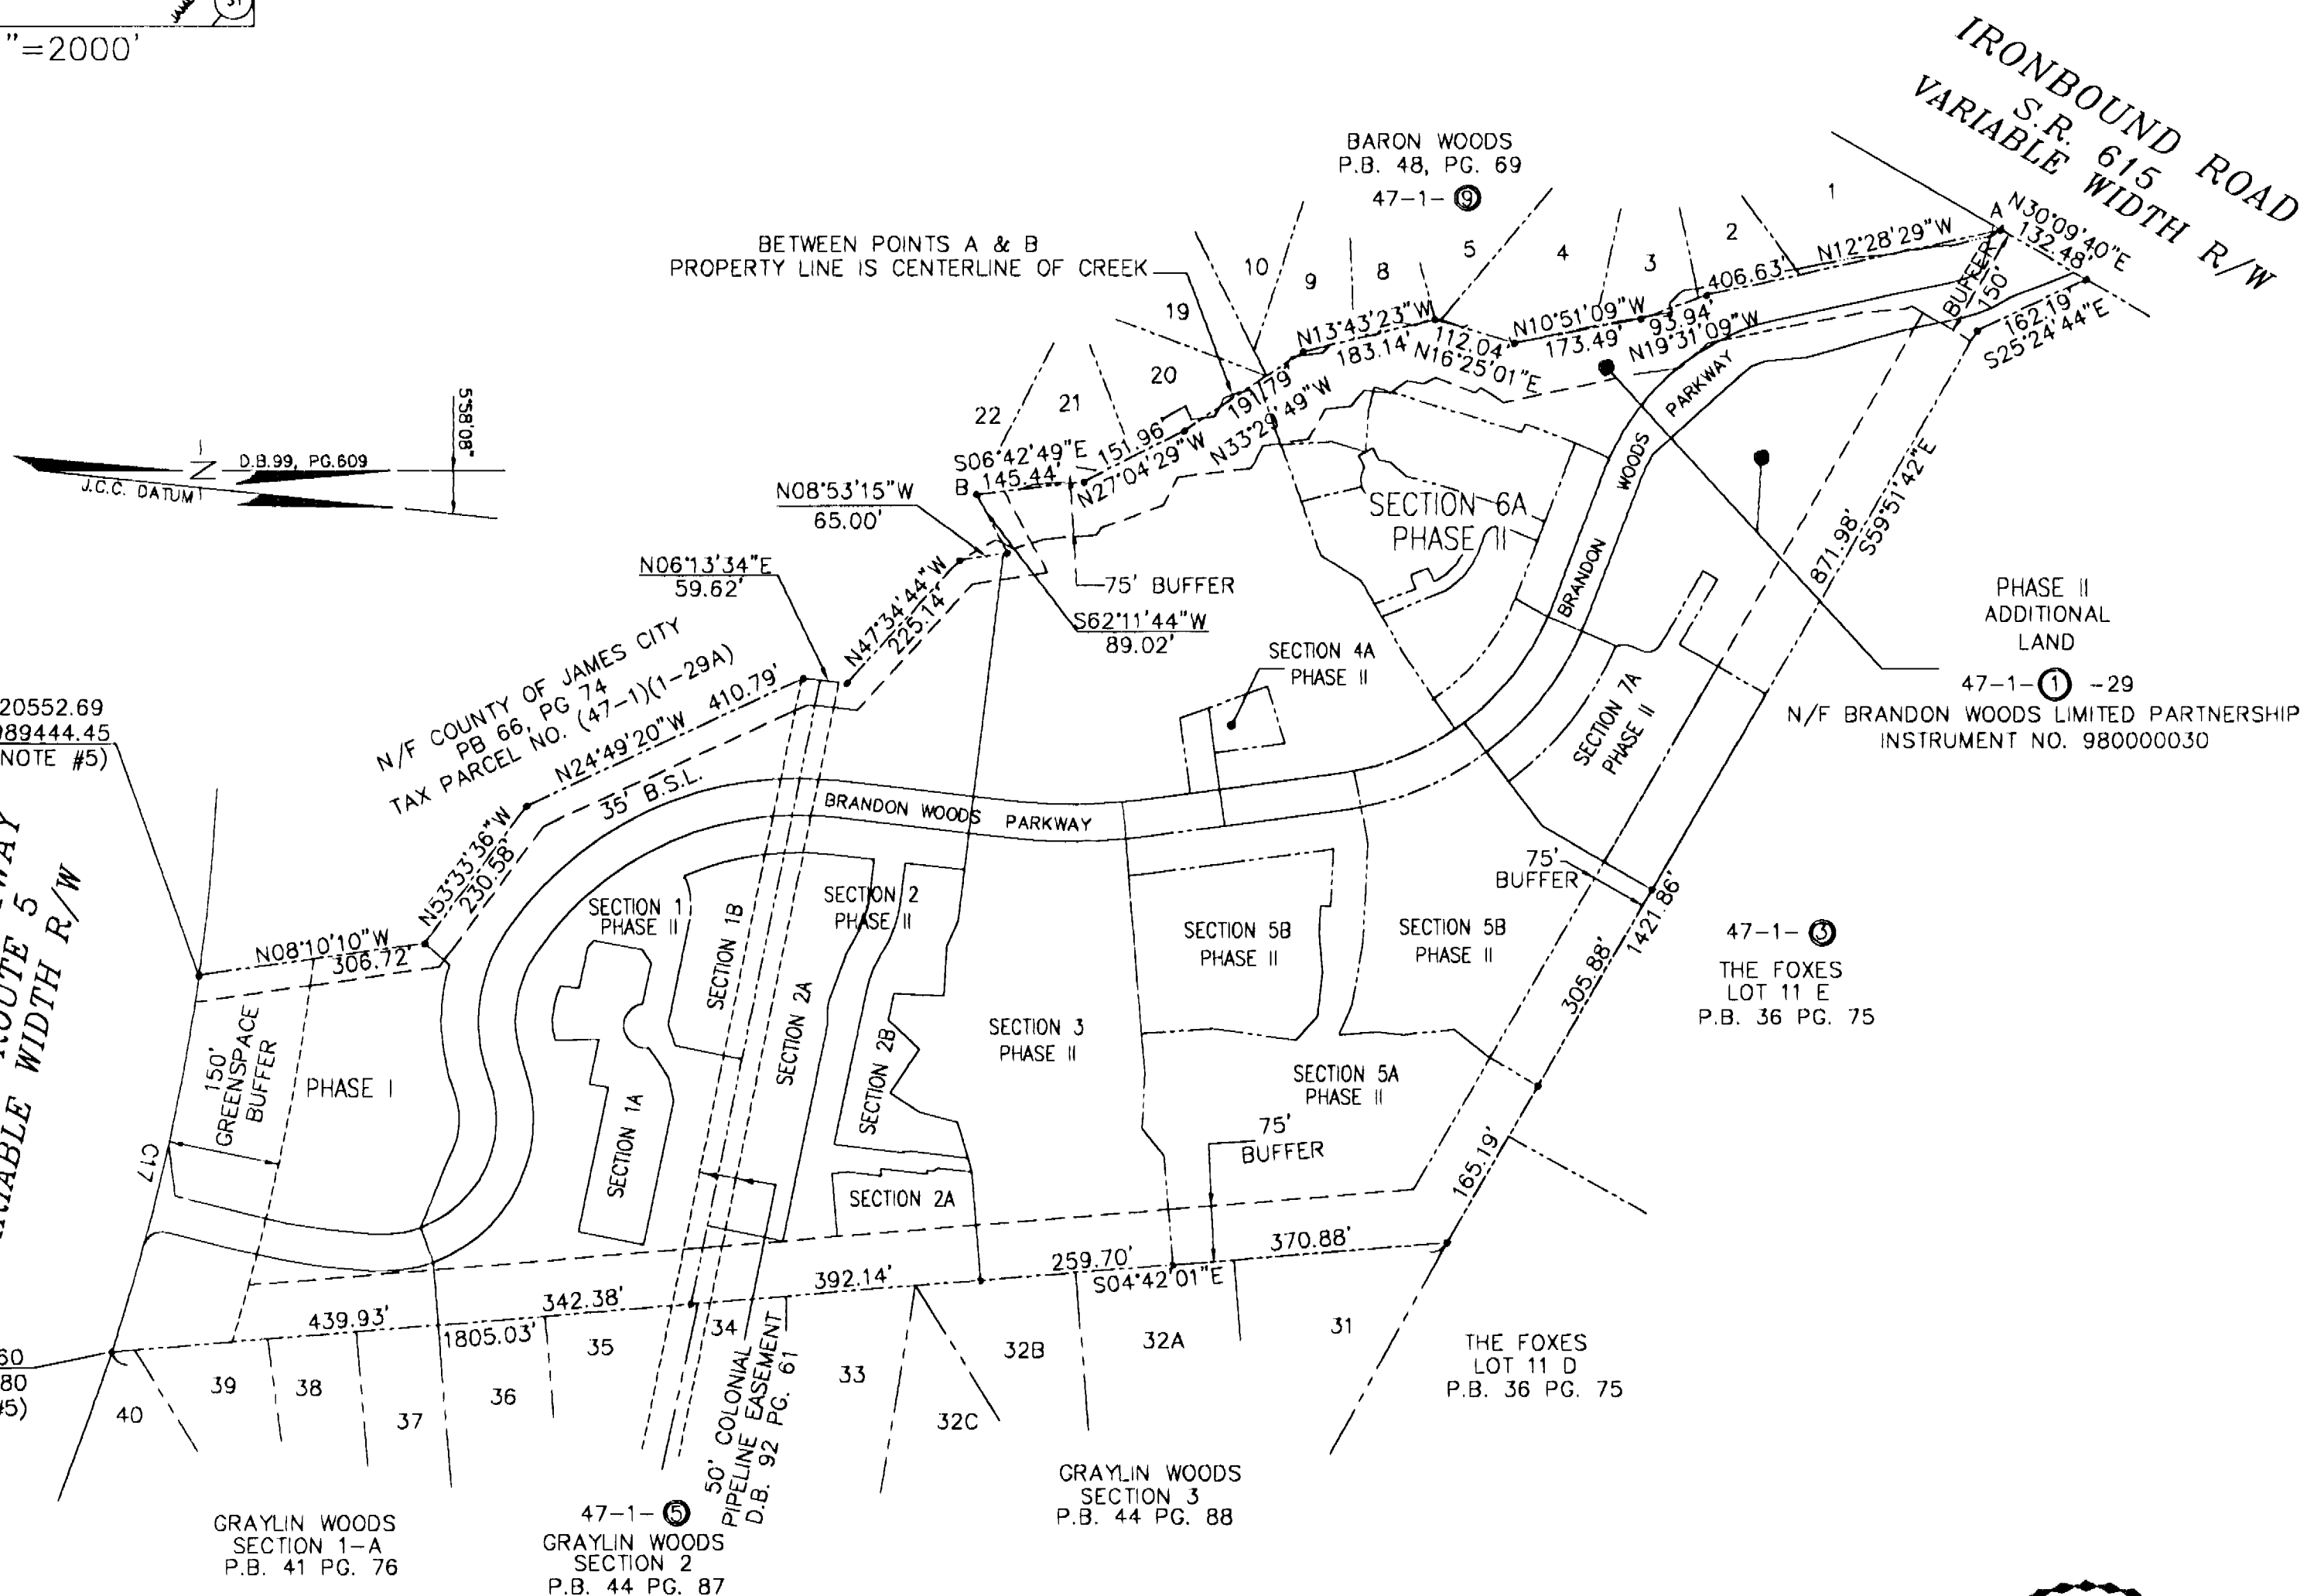 "=2000'
IRONBOUND ROAD
S.R. 615
VARIABLE WIDTH R/W
BARON WOODS
P.B. 48, PG. 69
47-1-9
BETWEEN POINTS A & B
PROPERTY LINE IS CENTERLINE OF CREEK
1
2
3
4
5
8
9
10
19
20
21
22
A
N30°09'40"E
132.48'
BUFFER
150'
162.19'
S25°24'44"E
N12°28'29"W
406.63'
93.94'
N19°31'09"W
N10°51'09"W
173.49'
112.04'
N16°25'01"E
N13°43'23"W
183.14'
191.79'
N33°29'49"W
151.96'
N27°04'29"W
S06°42'49"E
145.44'
B
N08°53'15"W
65.00'
S62°11'44"W
89.02'
75' BUFFER
N06°13'34"E
59.62'
N47°34'44"W
225.14'
5°58'08"
N
D.B.99, PG.609
J.C.C. DATUM
N/F COUNTY OF JAMES CITY
PB 66, PG 74
TAX PARCEL NO. (47-1)(1-29A)
N24°49'20"W 410.79'
35' B.S.L.
N53°33'36"W
230.58'
N08°10'10"W
306.72'
20552.69
989444.45
NOTE #5)
WAY
ROUTE 5
VARIABLE WIDTH R/W
C17
150'
GREENSPACE
BUFFER
PHASE I
SECTION 1
PHASE II
SECTION 1A
SECTION 1B
SECTION 2A
SECTION 2
PHASE II
SECTION 2B
SECTION 2A
SECTION 3
PHASE II
SECTION 4A
PHASE II
SECTION 5B
PHASE II
SECTION 5B
PHASE II
SECTION 5A
PHASE II
SECTION 6A
PHASE II
SECTION 7A
PHASE II
BRANDON WOODS PARKWAY
BRANDON WOODS PARKWAY
871.98'
S59°51'42"E
PHASE II
ADDITIONAL
LAND
47-1-1 -29
N/F BRANDON WOODS LIMITED PARTNERSHIP
INSTRUMENT NO. 980000030
75'
BUFFER
1421.86'
305.88'
165.19'
47-1-3
THE FOXES
LOT 11 E
P.B. 36 PG. 75
75'
BUFFER
370.88'
259.70'
S04°42'01"E
392.14'
342.38'
439.93'
1805.03'
60
80
#5)
40
39
38
37
36
35
34
33
32C
32B
32A
31
THE FOXES
LOT 11 D
P.B. 36 PG. 75
50' COLONIAL
PIPELINE EASEMENT
D.B. 92 PG. 61
GRAYLIN WOODS
SECTION 1-A
P.B. 41 PG. 76
47-1-5
GRAYLIN WOODS
SECTION 2
P.B. 44 PG. 87
GRAYLIN WOODS
SECTION 3
P.B. 44 PG. 88